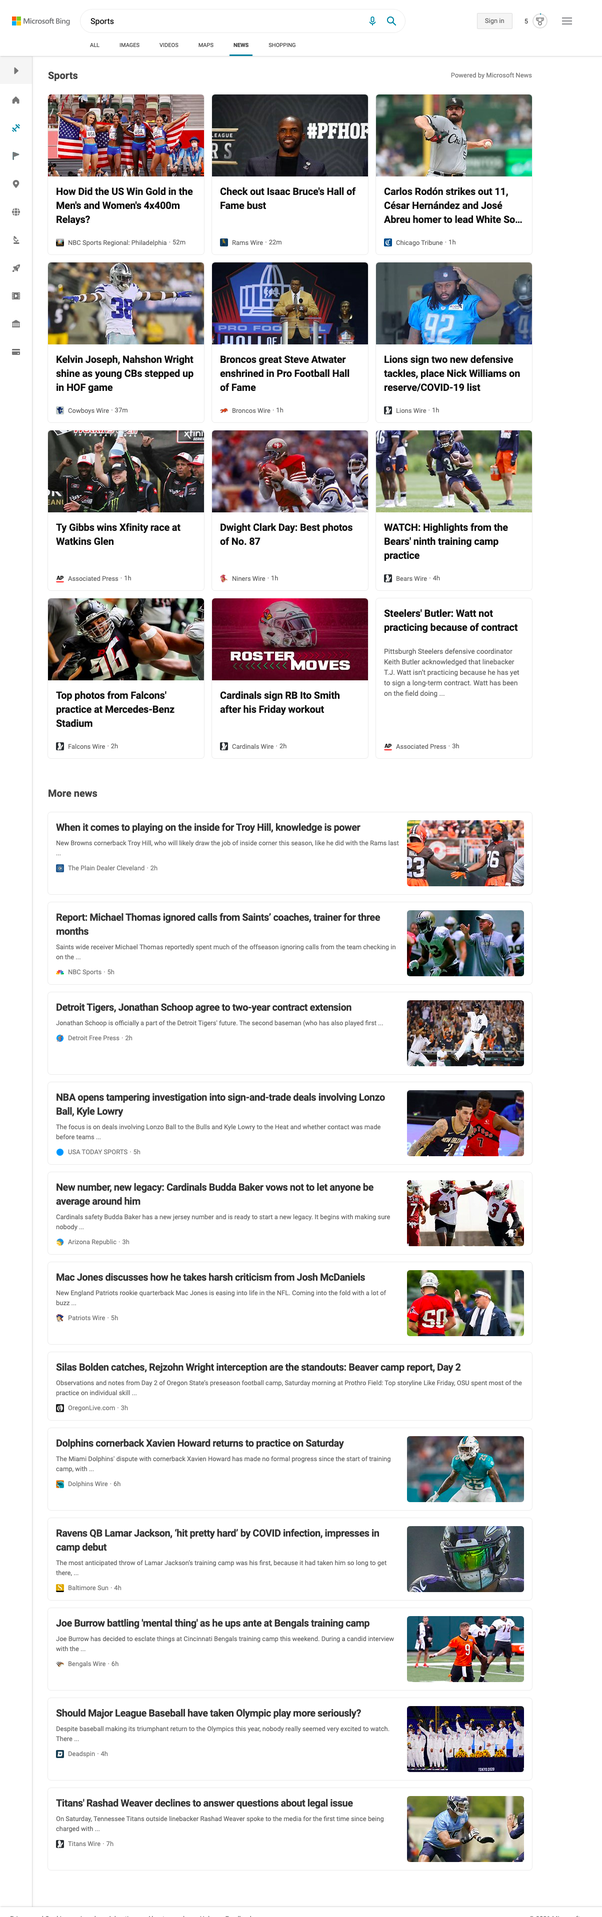 Microsoft Bing
Sports
Sign in
5
ALL
IMAGES
VIDEOS
MAPS
NEWS
SHOPPING
Sports
Powered by Microsoft News
#PFHOF
How Did the US Win Gold in the
Men's and Women's 4x400m
Relays?
NBC Sports Regional: Philadelphia · 52m
Check out Isaac Bruce's Hall of
Fame bust
Rams Wire · 22m
Carlos Rodón strikes out 11,
César Hernández and José
Abreu homer to lead White So...
Chicago Tribune · 1h
Kelvin Joseph, Nahshon Wright
shine as young CBs stepped up
in HOF game
Cowboys Wire · 37m
Broncos great Steve Atwater
enshrined in Pro Football Hall
of Fame
Broncos Wire · 1h
92
Lions sign two new defensive
tackles, place Nick Williams on
reserve/COVID-19 list
Lions Wire · 1h
Ty Gibbs wins Xfinity race at
Watkins Glen
AP Associated Press · 1h
Dwight Clark Day: Best photos
of No. 87
Niners Wire · 1h
WATCH: Highlights from the
Bears' ninth training camp
practice
Bears Wire · 4h
Top photos from Falcons'
practice at Mercedes-Benz
Stadium
Falcons Wire · 2h
ROSTER
MOVES
Cardinals sign RB Ito Smith
after his Friday workout
Cardinals Wire · 2h
Steelers' Butler: Watt not
practicing because of contract
Pittsburgh Steelers defensive coordinator
Keith Butler acknowledged that linebacker
T.J. Watt isn't practicing because he has yet
to sign a long-term contract. Watt has been
on the field doing ...
AP Associated Press · 3h
More news
When it comes to playing on the inside for Troy Hill, knowledge is power
New Browns cornerback Troy Hill, who will likely draw the job of inside corner this season, like he did with the Rams last
...
The Plain Dealer Cleveland · 2h
Report: Michael Thomas ignored calls from Saints' coaches, trainer for three
months
Saints wide receiver Michael Thomas reportedly spent much of the offseason ignoring calls from the team checking in
on the ...
NBC Sports · 5h
Detroit Tigers, Jonathan Schoop agree to two-year contract extension
Jonathan Schoop is officially a part of the Detroit Tigers' future. The second baseman (who has also played first ...
Detroit Free Press · 2h
NBA opens tampering investigation into sign-and-trade deals involving Lonzo
Ball, Kyle Lowry
The focus is on deals involving Lonzo Ball to the Bulls and Kyle Lowry to the Heat and whether contact was made
before teams ...
USA TODAY SPORTS · 5h
New number, new legacy: Cardinals Budda Baker vows not to let anyone be
average around him
Cardinals safety Budda Baker has a new jersey number and is ready to start a new legacy. It begins with making sure
nobody ...
Arizona Republic · 3h
Mac Jones discusses how he takes harsh criticism from Josh McDaniels
New England Patriots rookie quarterback Mac Jones is easing into life in the NFL. Coming into the fold with a lot of
buzz ...
Patriots Wire · 5h
50
Silas Bolden catches, Rejzohn Wright interception are the standouts: Beaver camp report, Day 2
Observations and notes from Day 2 of Oregon State's preseason football camp, Saturday morning at Prothro Field: Top storyline Like Friday, OSU spent most of the
practice on individual skill ...
OregonLive.com · 3h
Dolphins cornerback Xavien Howard returns to practice on Saturday
The Miami Dolphins' dispute with cornerback Xavien Howard has made no formal progress since the start of training
camp, with ...
Dolphins Wire · 6h
Ravens QB Lamar Jackson, 'hit pretty hard' by COVID infection, impresses in
camp debut
The most anticipated throw of Lamar Jackson's training camp was his first, because it had taken him so long to get
there, ...
Baltimore Sun · 4h
Joe Burrow battling 'mental thing' as he ups ante at Bengals training camp
Joe Burrow has decided to esclate things at Cincinnati Bengals training camp this weekend. During a candid interview
with the ...
Bengals Wire · 6h
Should Major League Baseball have taken Olympic play more seriously?
Despite baseball making its triumphant return to the Olympics this year, nobody really seemed very excited to watch.
There ...
Deadspin · 4h
Titans' Rashad Weaver declines to answer questions about legal issue
On Saturday, Tennessee Titans outside linebacker Rashad Weaver spoke to the media for the first time since being
charged with ...
Titans Wire · 7h